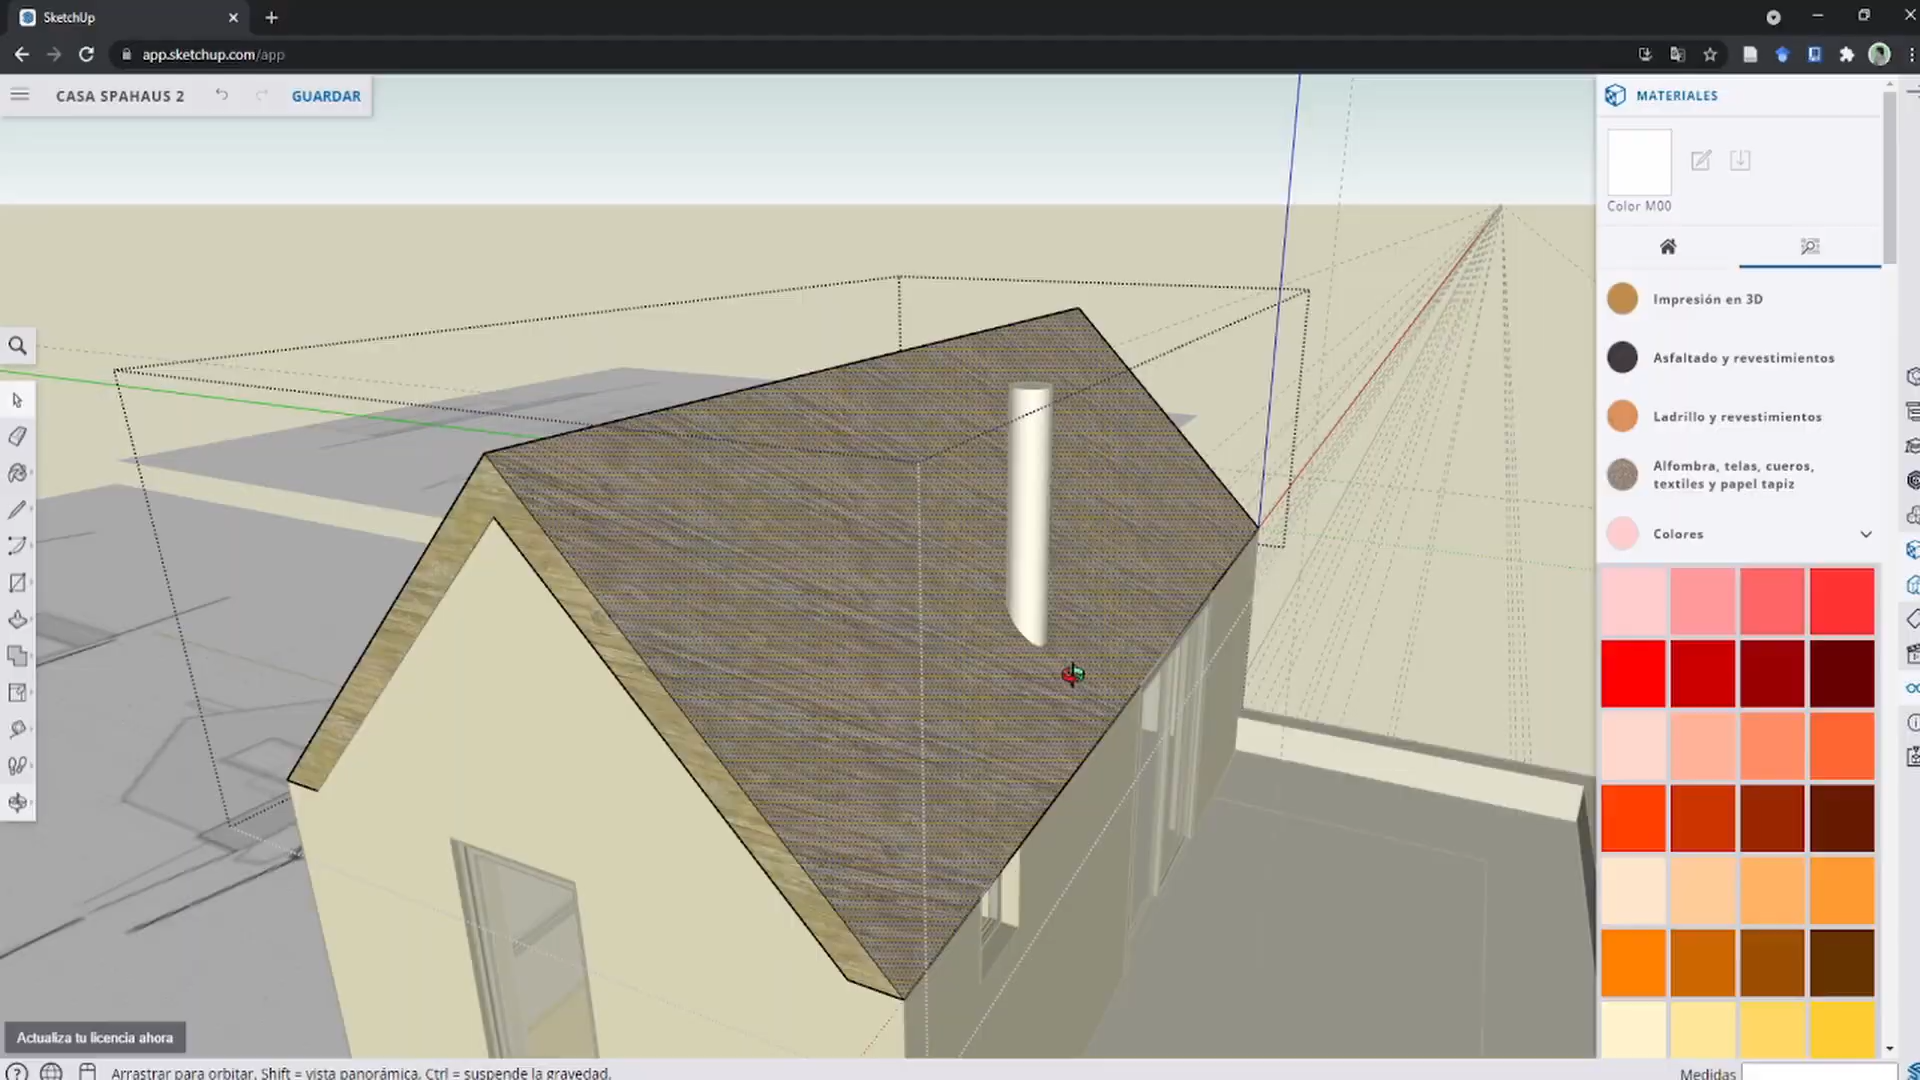 SketchUp
app.sketchup.com/app
CASA SPAHAUS 2
GUARDAR
MATERIALES
Color M00
Impresión en 3D
Asfaltado y revestimientos
Ladrillo y revestimientos
Alfombra, telas, cueros,
textiles y papel tapiz
Colores
Actualiza tu licencia ahora
Arrastrar para orbitar. Shift = vista panorámica. Ctrl = suspende la gravedad.
Medidas